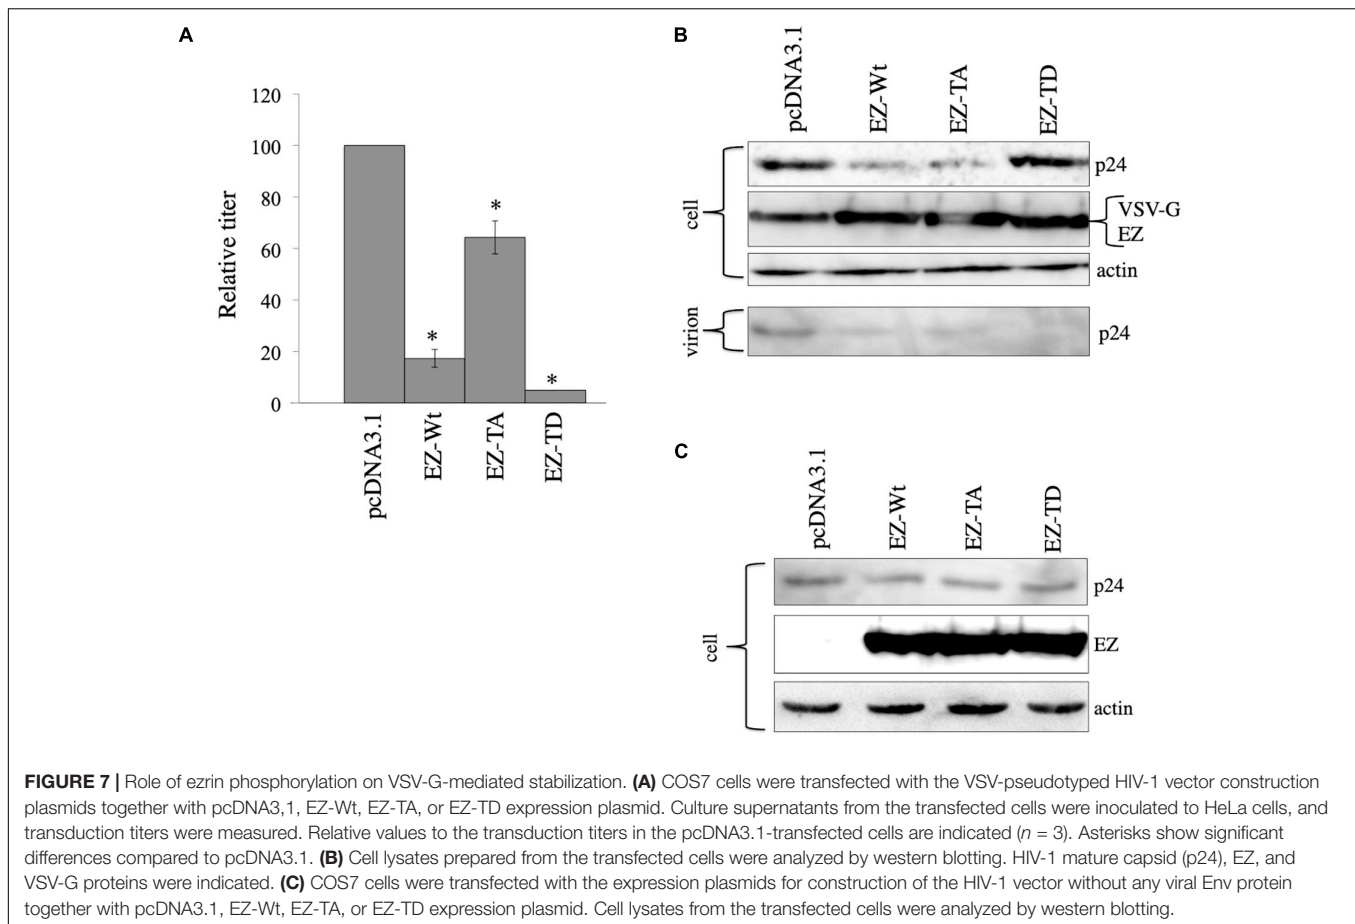 A
120
100
80
60
40
20
0
Relative titer
*
*
*
pcDNA3.1
EZ-Wt
EZ-TA
EZ-TD
B
pcDNA3.1
EZ-Wt
EZ-TA
EZ-TD
cell
p24
VSV-G
EZ
actin
virion
p24
C
pcDNA3.1
EZ-Wt
EZ-TA
EZ-TD
cell
p24
EZ
actin
FIGURE 7 | Role of ezrin phosphorylation on VSV-G-mediated stabilization. (A) COS7 cells were transfected with the VSV-pseudotyped HIV-1 vector construction
plasmids together with pcDNA3,1, EZ-Wt, EZ-TA, or EZ-TD expression plasmid. Culture supernatants from the transfected cells were inoculated to HeLa cells, and
transduction titers were measured. Relative values to the transduction titers in the pcDNA3.1-transfected cells are indicated (n = 3). Asterisks show significant
differences compared to pcDNA3.1. (B) Cell lysates prepared from the transfected cells were analyzed by western blotting. HIV-1 mature capsid (p24), EZ, and
VSV-G proteins were indicated. (C) COS7 cells were transfected with the expression plasmids for construction of the HIV-1 vector without any viral Env protein
together with pcDNA3.1, EZ-Wt, EZ-TA, or EZ-TD expression plasmid. Cell lysates from the transfected cells were analyzed by western blotting.